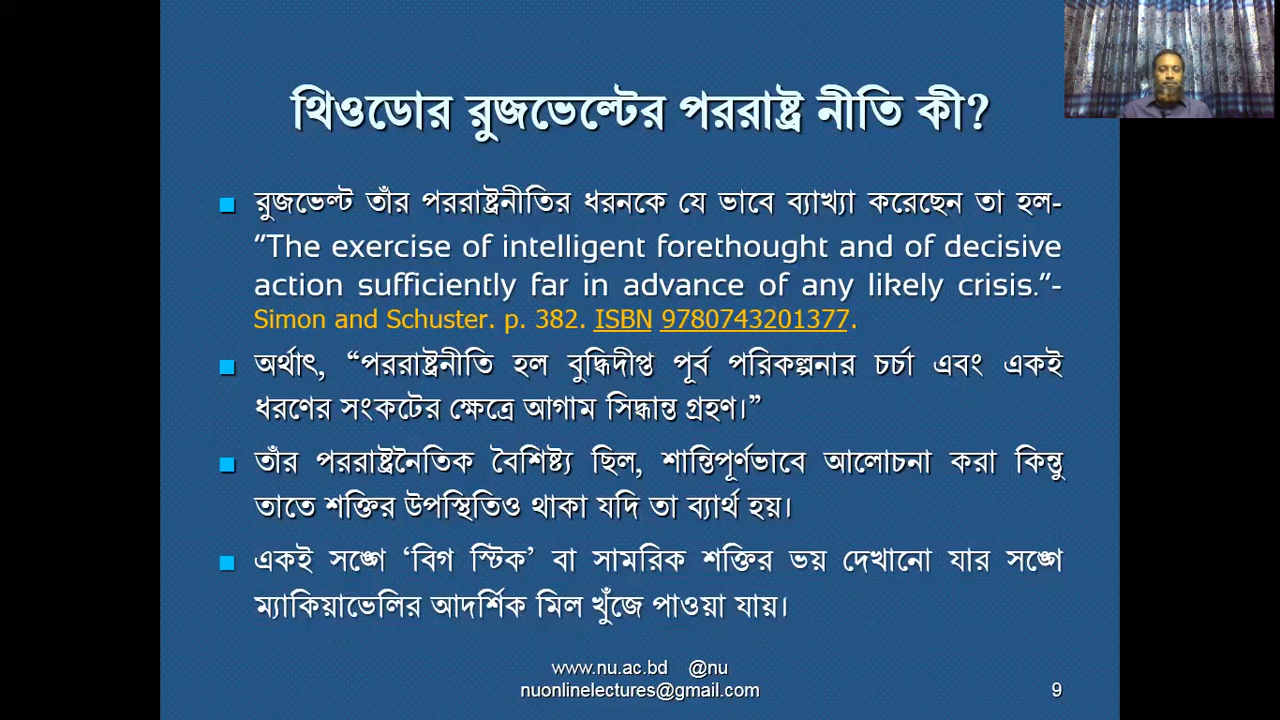 থিওডোর রুজভেল্টের পররাষ্ট্র নীতি কী?
রুজভেল্ট তাঁর পররাষ্ট্রনীতির ধরনকে যে ভাবে ব্যাখ্যা করেছেন তা হল-
"The exercise of intelligent forethought and of decisive
action sufficiently far in advance of any likely crisis."-
Simon and Schuster. p. 382. ISBN 9780743201377.
অর্থাৎ, “পররাষ্ট্রনীতি হল বুদ্ধিদীপ্ত পূর্ব পরিকল্পনার চর্চা এবং একই
ধরণের সংকটের ক্ষেত্রে আগাম সিদ্ধান্ত গ্রহণ।”
তাঁর পররাষ্ট্রনৈতিক বৈশিষ্ট্য ছিল, শান্তিপূর্ণভাবে আলোচনা করা কিন্তু
তাতে শক্তির উপস্থিতিও থাকা যদি তা ব্যার্থ হয়।
একই সঙ্গে ‘বিগ স্টিক’ বা সামরিক শক্তির ভয় দেখানো যার সঙ্গে
ম্যাকিয়াভেলির আদর্শিক মিল খুঁজে পাওয়া যায়।
www.nu.ac.bd @nu
nuonlinelectures@gmail.com
9